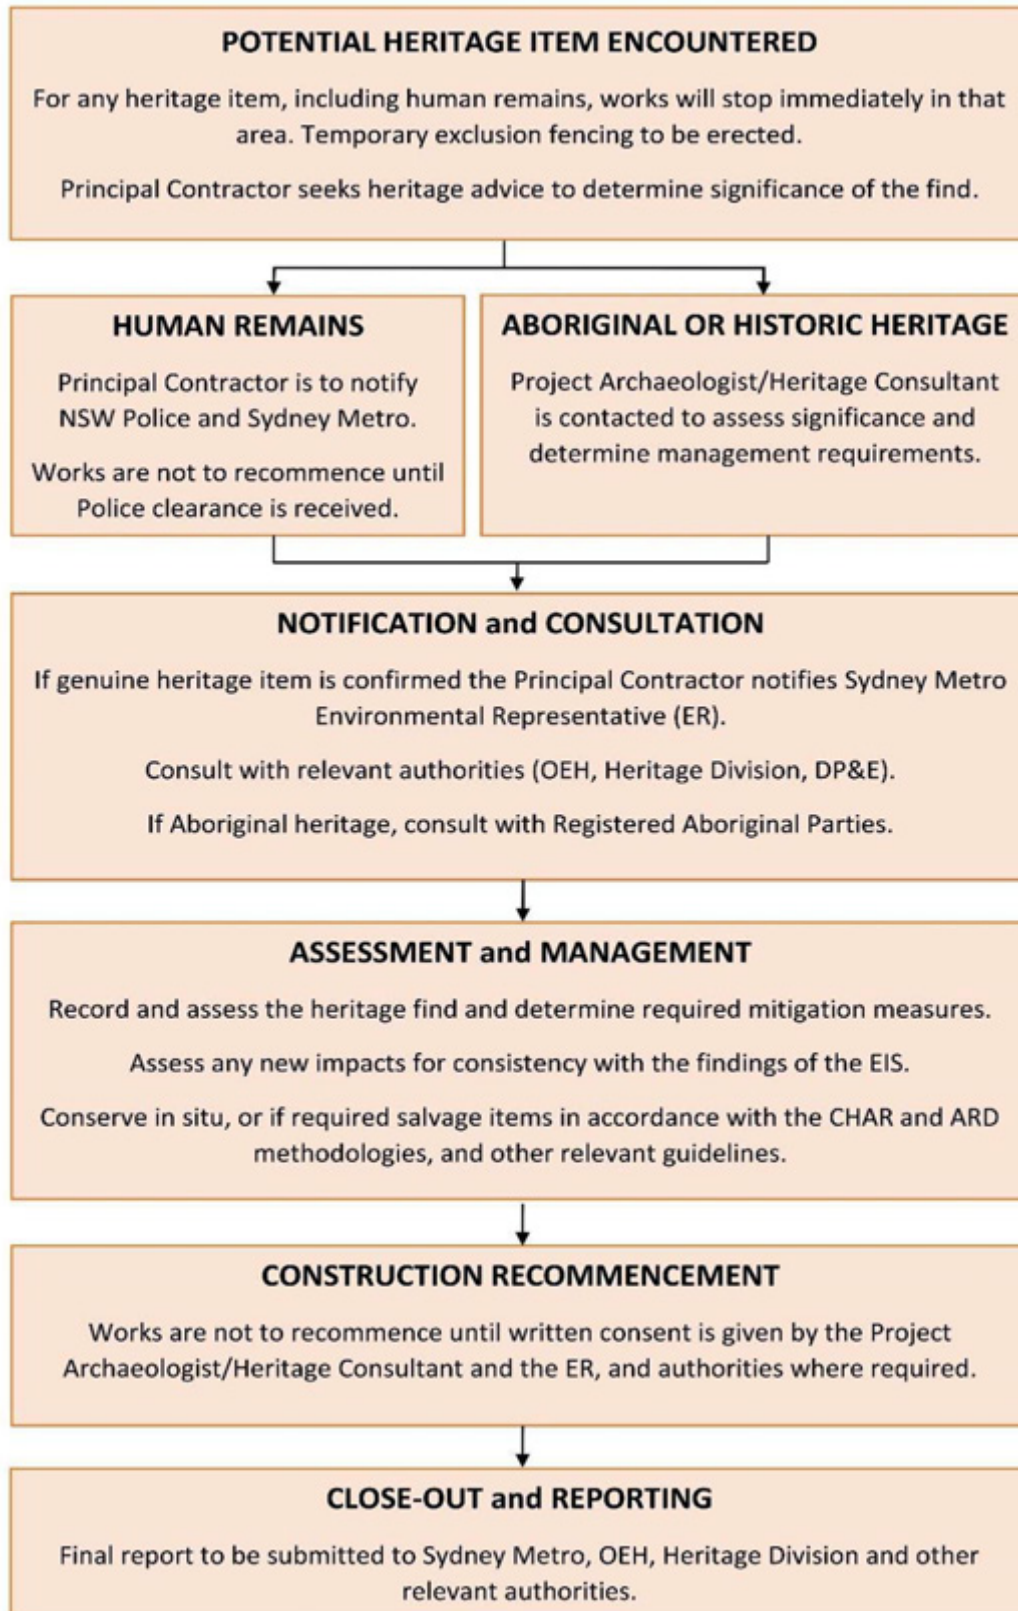 POTENTIAL HERITAGE ITEM ENCOUNTERED
For any heritage item, including human remains, works will stop immediately in that
area. Temporary exclusion fencing to be erected.
Principal Contractor seeks heritage advice to determine significance of the find.
HUMAN REMAINS
Principal Contractor is to notify
NSW Police and Sydney Metro.
Works are not to recommence until
Police clearance is received.
ABORIGINAL OR HISTORIC HERITAGE
Project Archaeologist/Heritage Consultant
is contacted to assess significance and
determine management requirements.
NOTIFICATION and CONSULTATION
If genuine heritage item is confirmed the Principal Contractor notifies Sydney Metro
Environmental Representative (ER).
Consult with relevant authorities (OEH, Heritage Division, DP&E).
If Aboriginal heritage, consult with Registered Aboriginal Parties.
ASSESSMENT and MANAGEMENT
Record and assess the heritage find and determine required mitigation measures.
Assess any new impacts for consistency with the findings of the EIS.
Conserve in situ, or if required salvage items in accordance with the CHAR and ARD
methodologies, and other relevant guidelines.
CONSTRUCTION RECOMMENCEMENT
Works are not to recommence until written consent is given by the Project
Archaeologist/Heritage Consultant and the ER, and authorities where required.
CLOSE-OUT and REPORTING
Final report to be submitted to Sydney Metro, OEH, Heritage Division and other
relevant authorities.